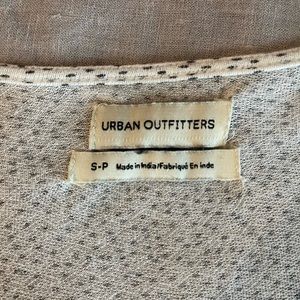 URBAN OUTFITTERS
S-P Made in India/Fabriqué En inde